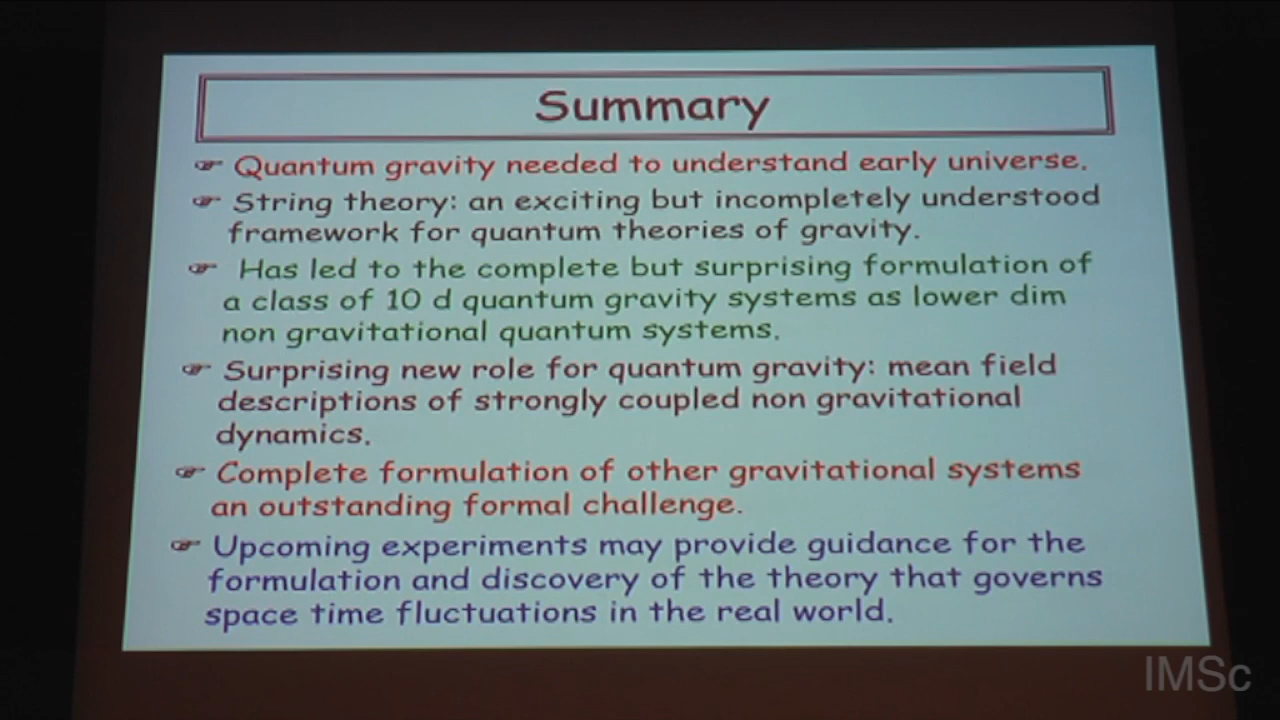 Summary
Quantum gravity needed to understand early universe.
String theory: an exciting but incompletely understood
framework for quantum theories of gravity.
Has led to the complete but surprising formulation of
a class of 10 d quantum gravity systems as lower dim
non gravitational quantum systems.
Surprising new role for quantum gravity: mean field
descriptions of strongly coupled non gravitational
dynamics.
Complete formulation of other gravitational systems
an outstanding formal challenge.
Upcoming experiments may provide guidance for the
formulation and discovery of the theory that governs
space time fluctuations in the real world.
IMSc